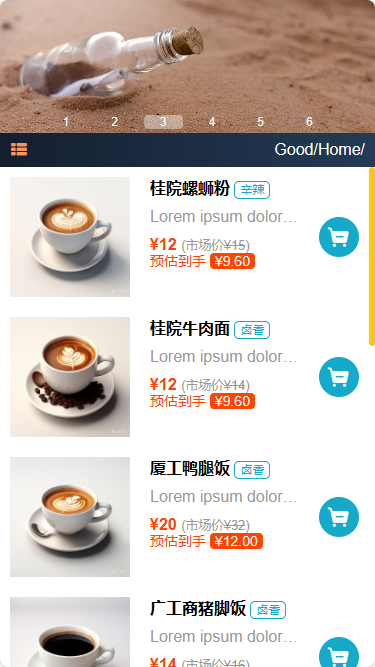 1 2 3 4 5 6
Good/Home/
桂院螺蛳粉 辛辣
Lorem ipsum dolor…
¥12 (市场价¥15)
预估到手 ¥9.60
桂院牛肉面 卤香
Lorem ipsum dolor…
¥12 (市场价¥14)
预估到手 ¥9.60
厦工鸭腿饭 卤香
Lorem ipsum dolor…
¥20 (市场价¥32)
预估到手 ¥12.00
广工商猪脚饭 卤香
Lorem ipsum dolor…
¥14 (市场价¥16)